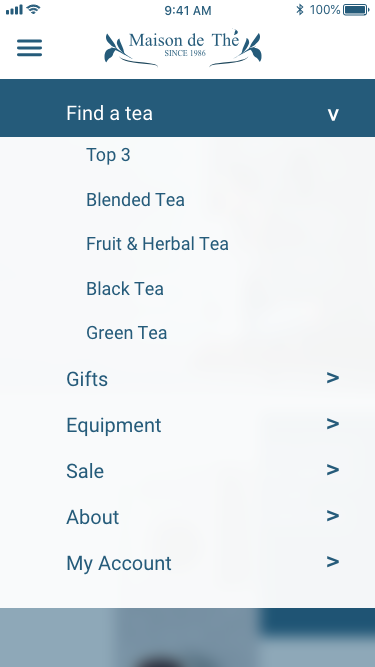 9:41 AM 100%
Maison de Thé
SINCE 1986
Find a tea v
Top 3
Blended Tea
Fruit & Herbal Tea
Black Tea
Green Tea
Gifts >
Equipment >
Sale >
About >
My Account >